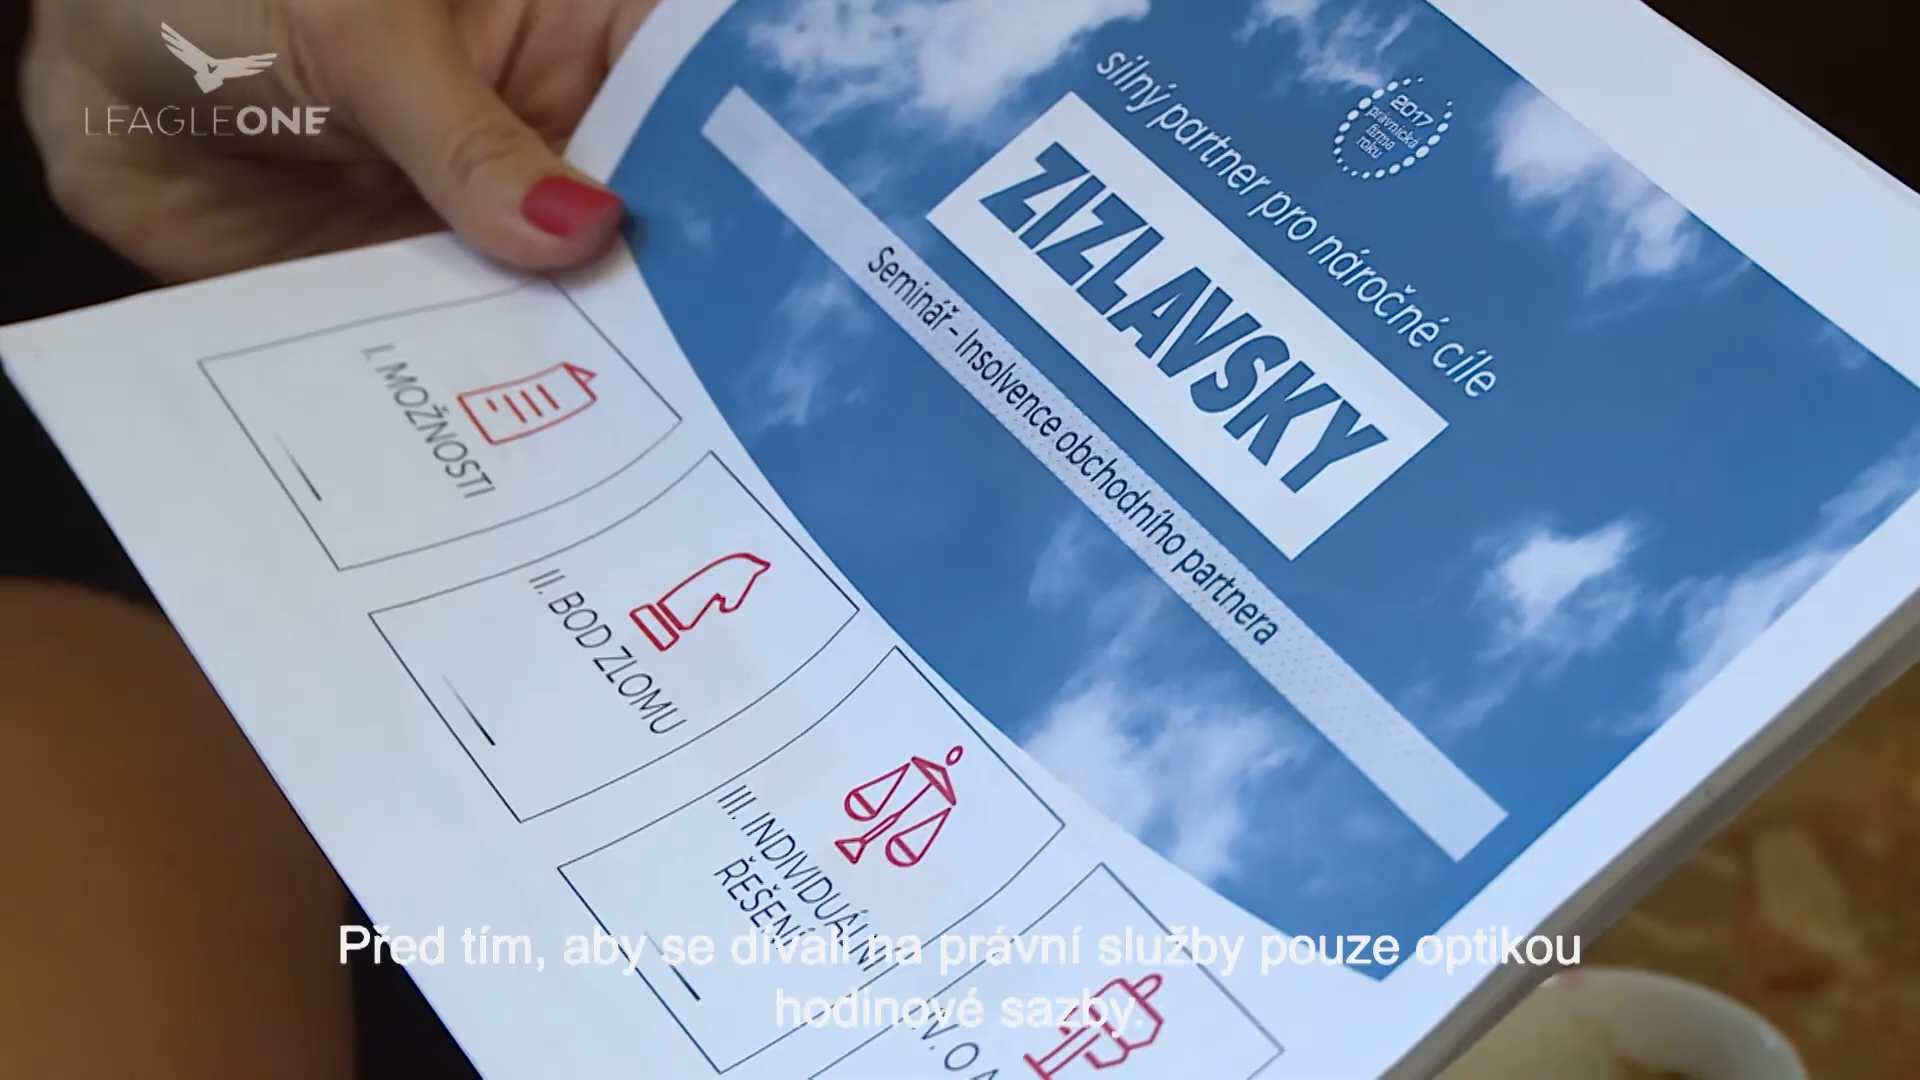 LEAGLEONE
silný partner pro náročné cíle
2017
právnická
firma
roku
ZIZLAVSKY
Seminář – Insolvence obchodního partnera
I. MOŽNOSTI
II. BOD ZLOMU
III. INDIVIDUÁLNÍ
ŘEŠENÍ
Před tím, aby se dívali na právní služby pouze optikou
hodinové sazby.